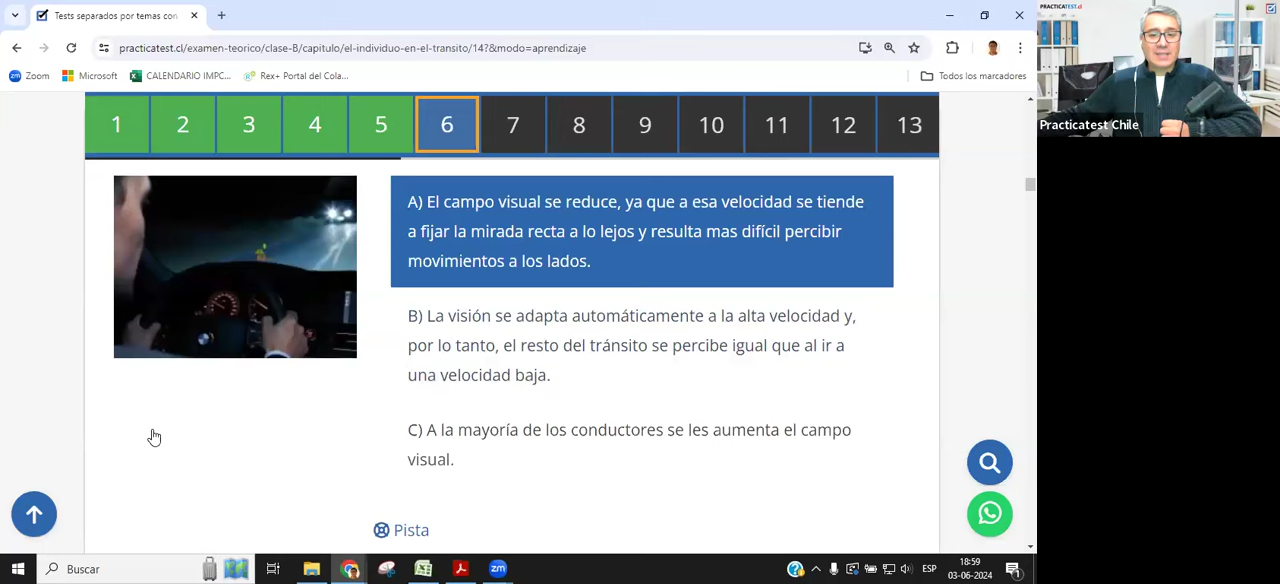 Tests separados por temas con
practicatest.cl/examen-teorico/clase-B/capitulo/el-individuo-en-el-transito/147?&modo=aprendizaje
Zoom
Microsoft
CALENDARIO IMPC...
Rex+ Portal del Cola...
Todos los marcadores
PRACTICATEST.cl
Practicatest Chile
1 2 3 4 5 6 7 8 9 10 11 12 13
A) El campo visual se reduce, ya que a esa velocidad se tiende
a fijar la mirada recta a lo lejos y resulta mas difícil percibir
movimientos a los lados.
B) La visión se adapta automáticamente a la alta velocidad y,
por lo tanto, el resto del tránsito se percibe igual que al ir a
una velocidad baja.
C) A la mayoría de los conductores se les aumenta el campo
visual.
Pista
Buscar
ESP
18:59
03-06-2024